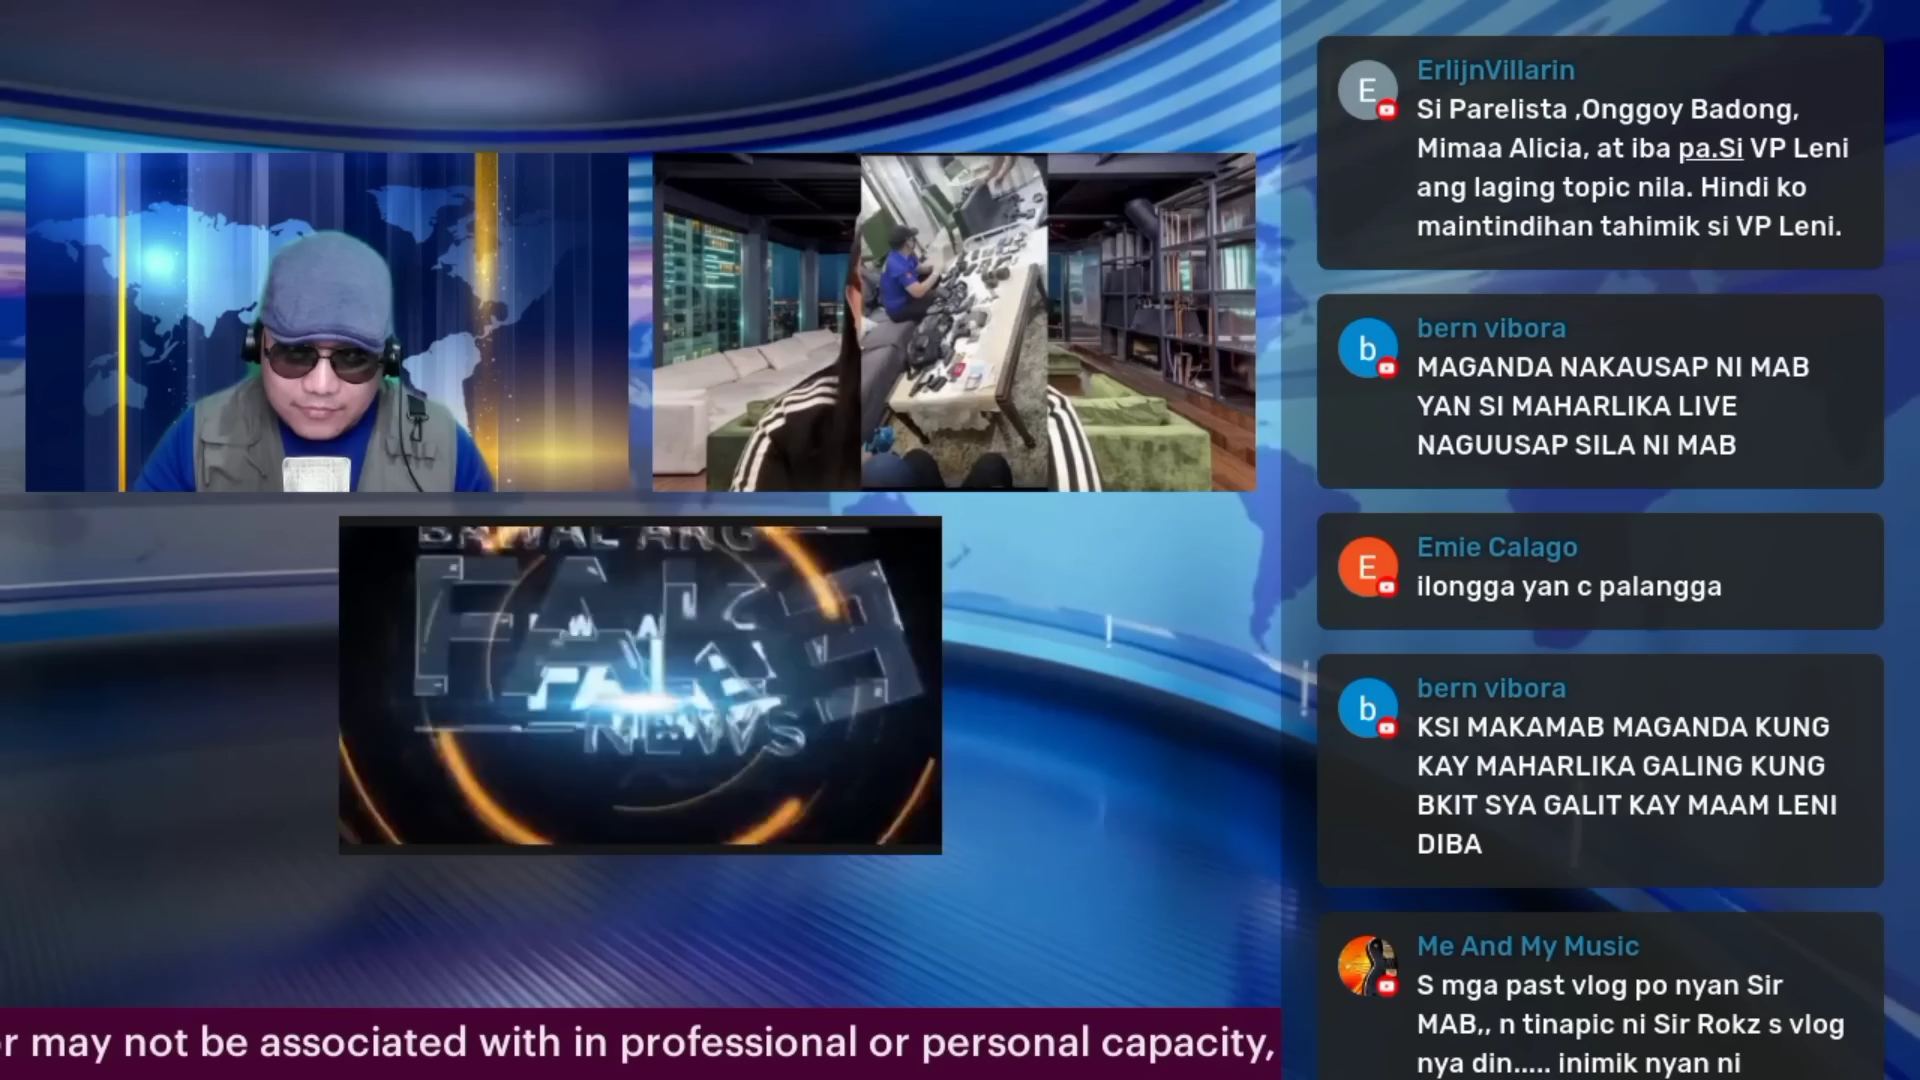 BAWAL ANG
FAKE
NEWS
or may not be associated with in professional or personal capacity,
E
ErlijnVillarin
Si Parelista ,Onggoy Badong,
Mimaa Alicia, at iba pa.Si VP Leni
ang laging topic nila. Hindi ko
maintindihan tahimik si VP Leni.
b
bern vibora
MAGANDA NAKAUSAP NI MAB
YAN SI MAHARLIKA LIVE
NAGUUSAP SILA NI MAB
E
Emie Calago
ilongga yan c palangga
b
bern vibora
KSI MAKAMAB MAGANDA KUNG
KAY MAHARLIKA GALING KUNG
BKIT SYA GALIT KAY MAAM LENI
DIBA
Me And My Music
S mga past vlog po nyan Sir
MAB,, n tinapic ni Sir Rokz s vlog
nya din..... inimik nyan ni